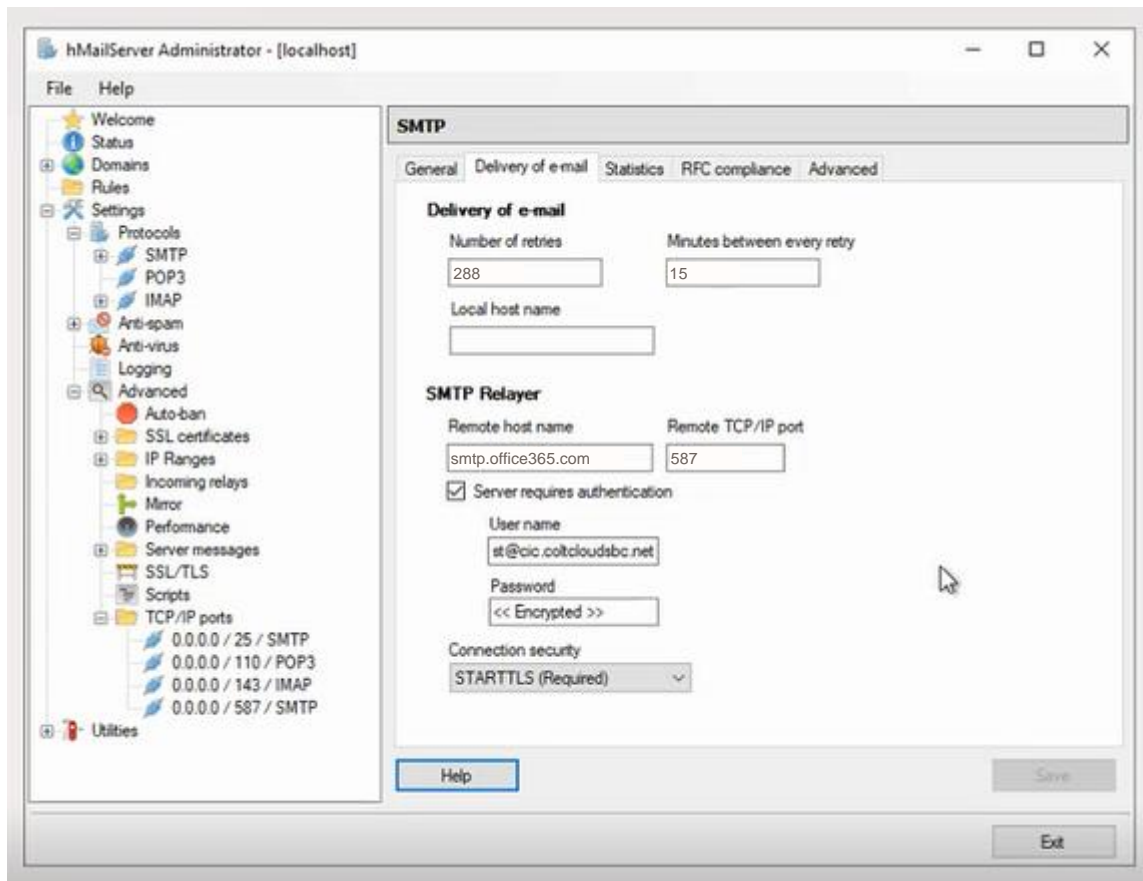 hMailServer Administrator - [localhost]
File Help
Welcome
Status
Domains
Rules
Settings
Protocols
SMTP
POP3
IMAP
Anti-spam
Anti-virus
Logging
Advanced
Auto-ban
SSL certificates
IP Ranges
Incoming relays
Mirror
Performance
Server messages
SSL/TLS
Scripts
TCP/IP ports
0.0.0.0 / 25 / SMTP
0.0.0.0 / 110 / POP3
0.0.0.0 / 143 / IMAP
0.0.0.0 / 587 / SMTP
Utilities
SMTP
General Delivery of e-mail Statistics RFC compliance Advanced
Delivery of e-mail
Number of retries Minutes between every retry
288 15
Local host name
SMTP Relayer
Remote host name Remote TCP/IP port
smtp.office365.com 587
Server requires authentication
User name
st@cic.coltcloudsbc.net
Password
<< Encrypted >>
Connection security
STARTTLS (Required)
Help Save
Exit